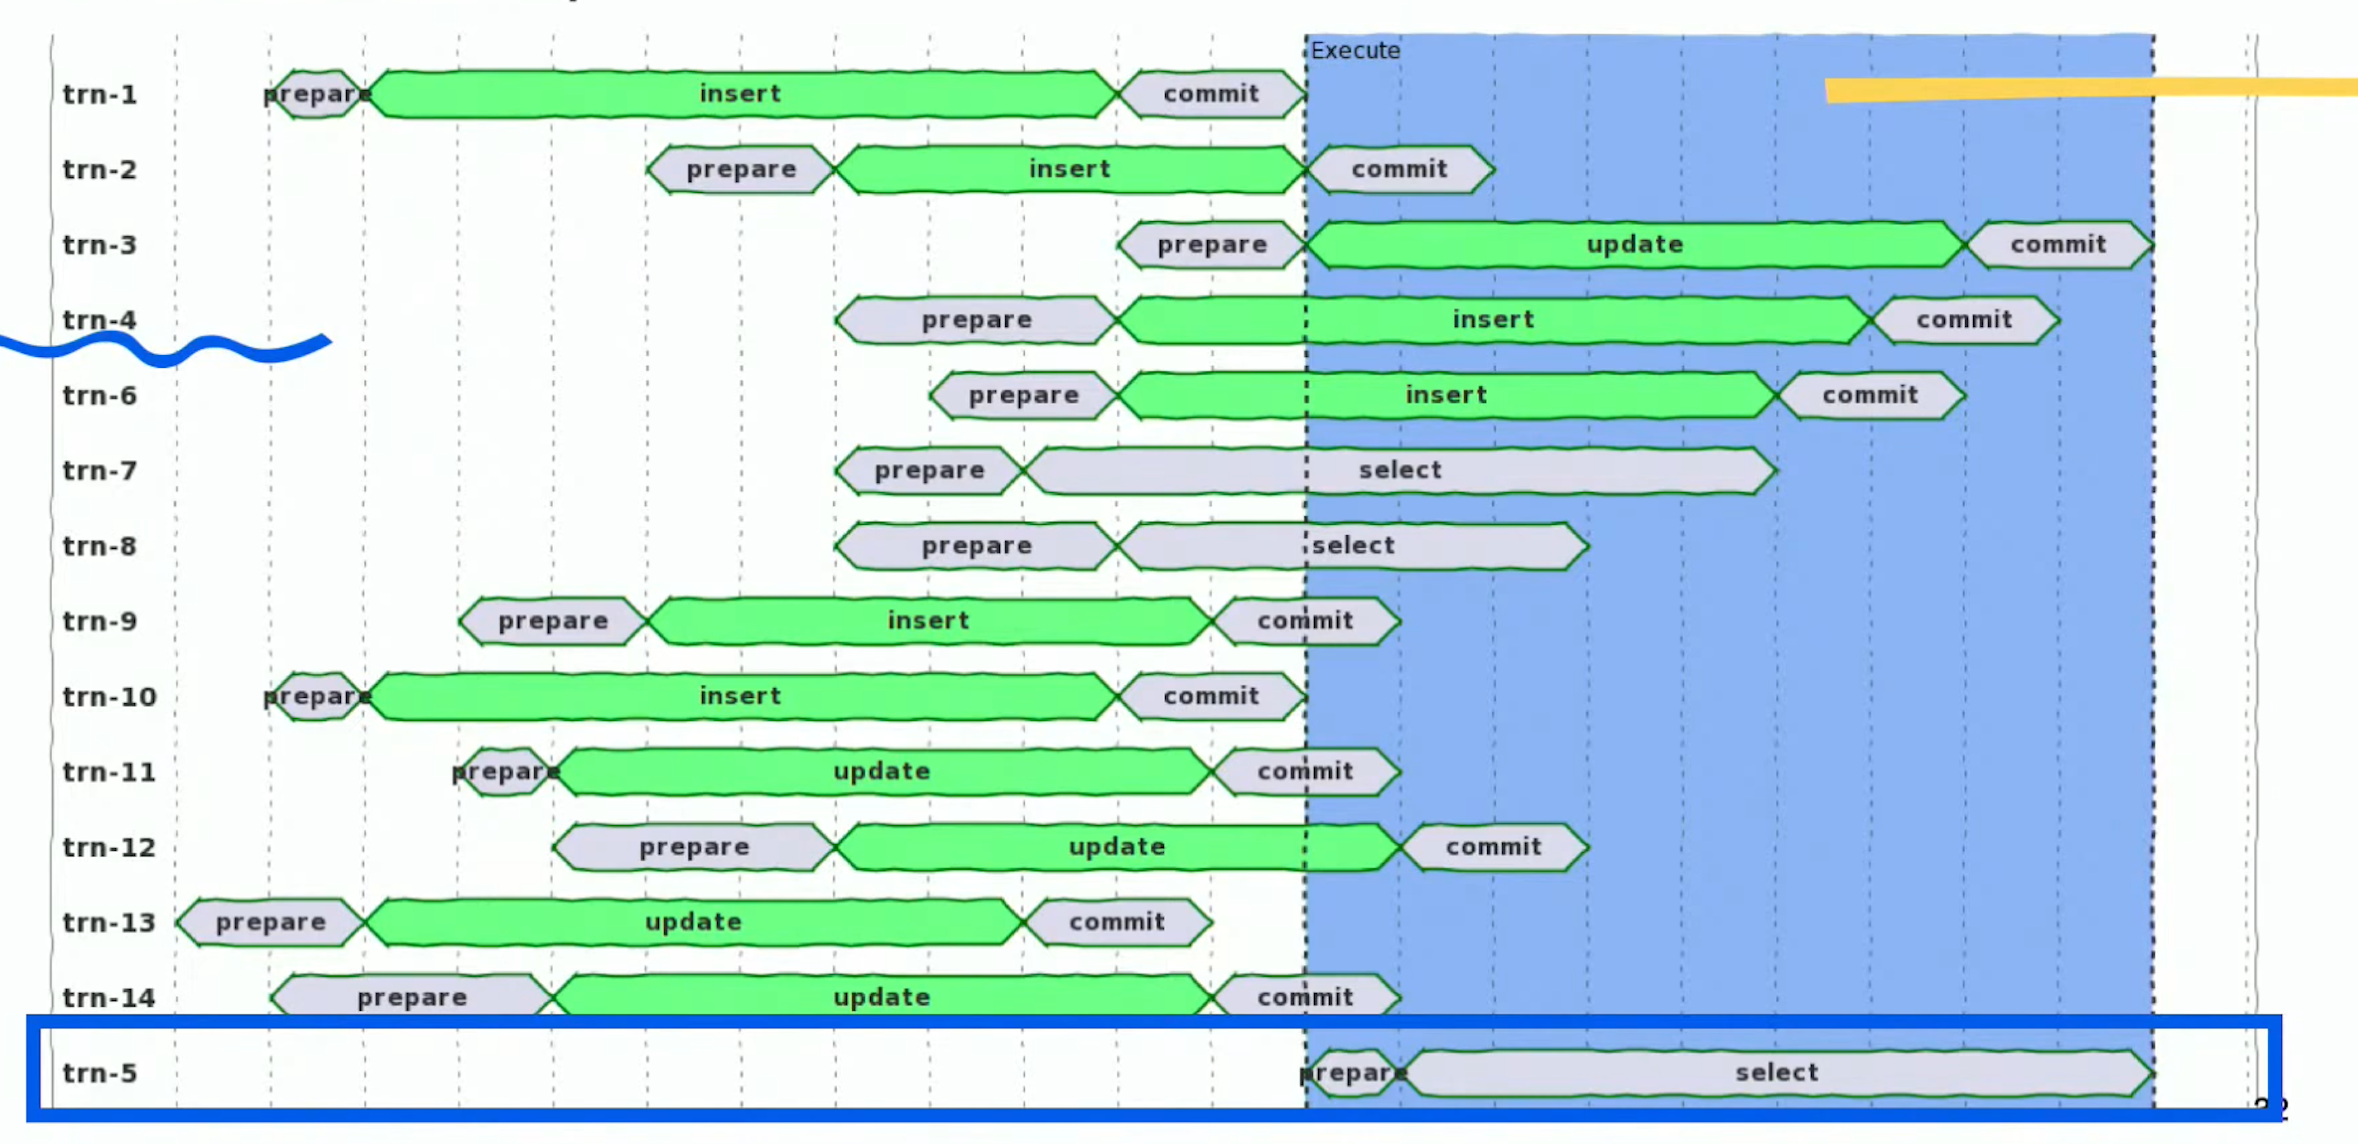 Execute
trn-1 prepare insert commit
trn-2 prepare insert commit
trn-3 prepare update commit
trn-4 prepare insert commit
trn-6 prepare insert commit
trn-7 prepare select
trn-8 prepare select
trn-9 prepare insert commit
trn-10 prepare insert commit
trn-11 prepare update commit
trn-12 prepare update commit
trn-13 prepare update commit
trn-14 prepare update commit
trn-5 prepare select